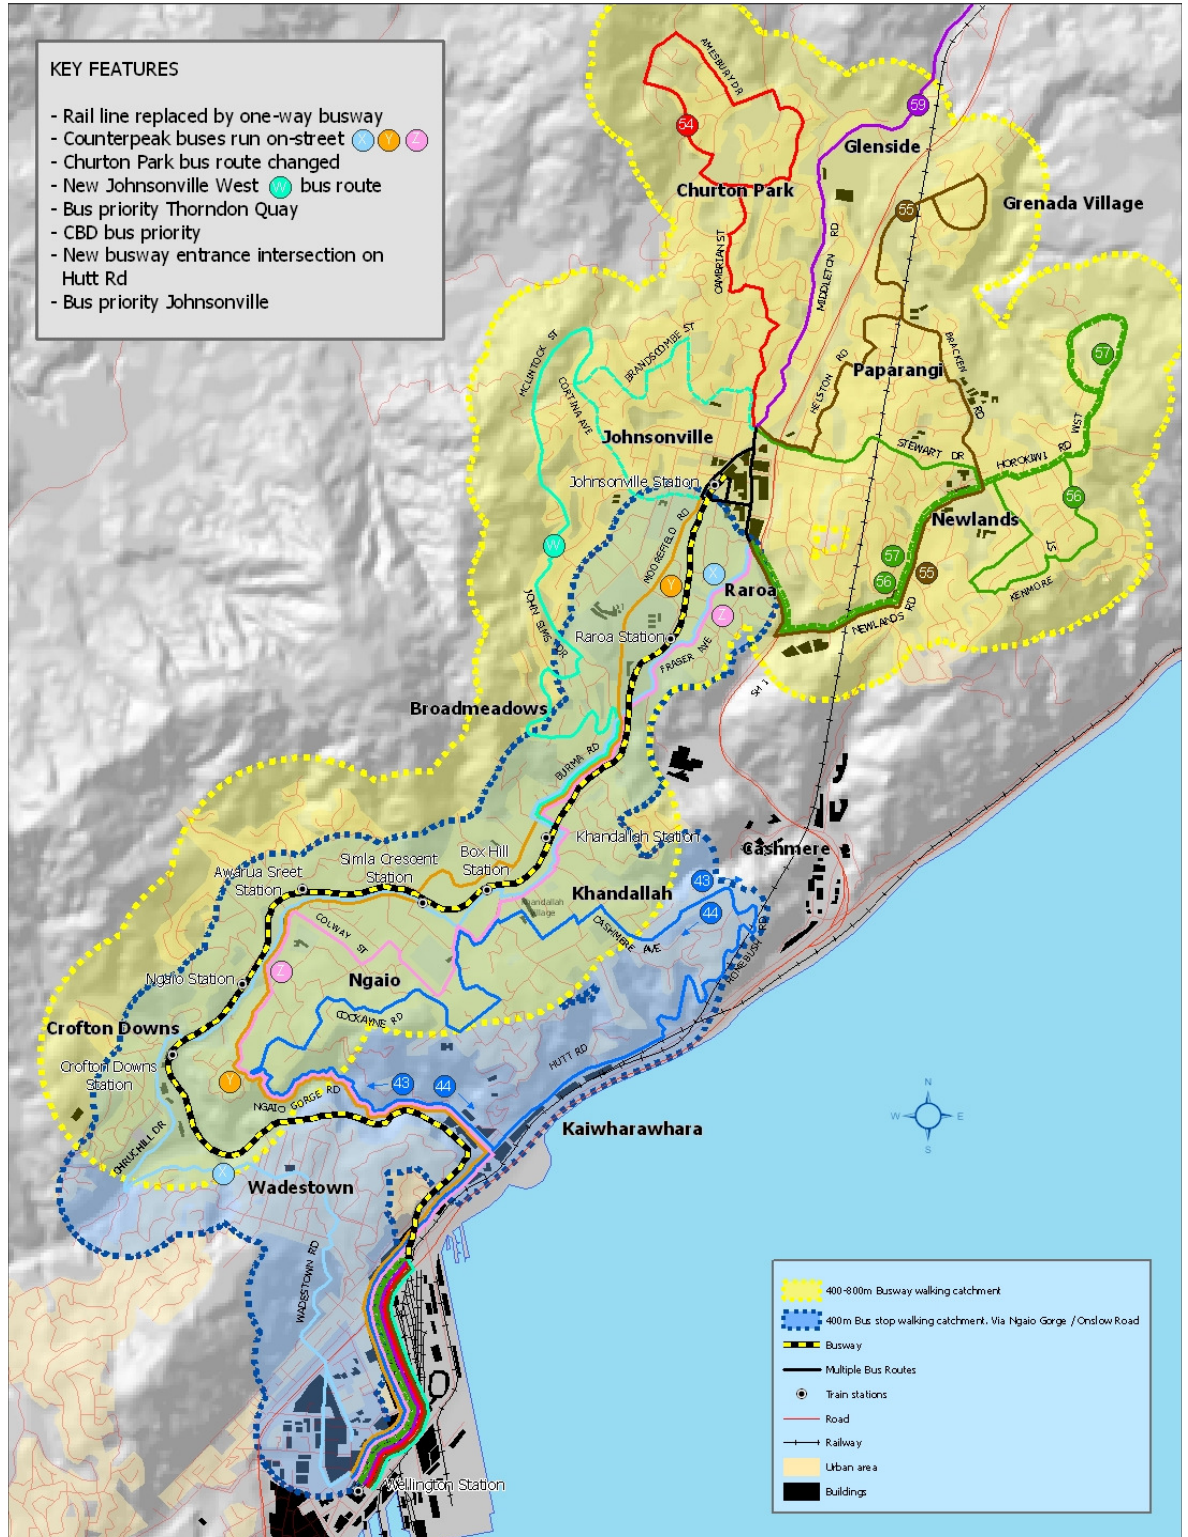 KEY FEATURES
- Rail line replaced by one-way busway
- Counterpeak buses run on-street X Y Z
- Churton Park bus route changed
- New Johnsonville West W bus route
- Bus priority Thorndon Quay
- CBD bus priority
- New busway entrance intersection on
Hutt Rd
- Bus priority Johnsonville
AMESBURY DR
59
54
Glenside
Churton Park
Grenada Village
55
CAMBRIAN ST
MIDDLETON RD
MCLINTOCK ST
BRANDSCOMBE ST
CORTINA AVE
HELSTON RD
Paparangi
BRACKEN RD
57
WEST
Johnsonville
STEWART DR
HOROKIWI RD
Johnsonville Station
56
Newlands
MOOREFIELD RD
W
57
ST
X
Y
Raroa
56
55
KENMORE
JOHN SIMS DR
Z
NEWLANDS RD
Raroa Station
FRASER AVE
SM 1
Broadmeadows
BURMA RD
Khandallah Station
Cashmere
Box Hill
Station
Simla Crescent
Station
Awarua Sreet
Station
43
Khandallah
Khandallah
Village
44
CASHMERE AVE
COLWAY ST
HOMEBUSH RD
Z
Ngaio Station
Ngaio
COCKAYNE RD
Crofton Downs
Crofton Downs
Station
HUTT RD
Y
43
44
NGAIO GORGE RD
N
W
E
S
Kaiwharawhara
CHRUCHILL DR
X
Wadestown
WADESTOWN RD
400-800m Busway walking catchment
400m Bus stop walking catchment. Via Ngaio Gorge / Onslow Road
Busway
Multiple Bus Routes
Train stations
Road
Railway
Urban area
Buildings
Wellington Station